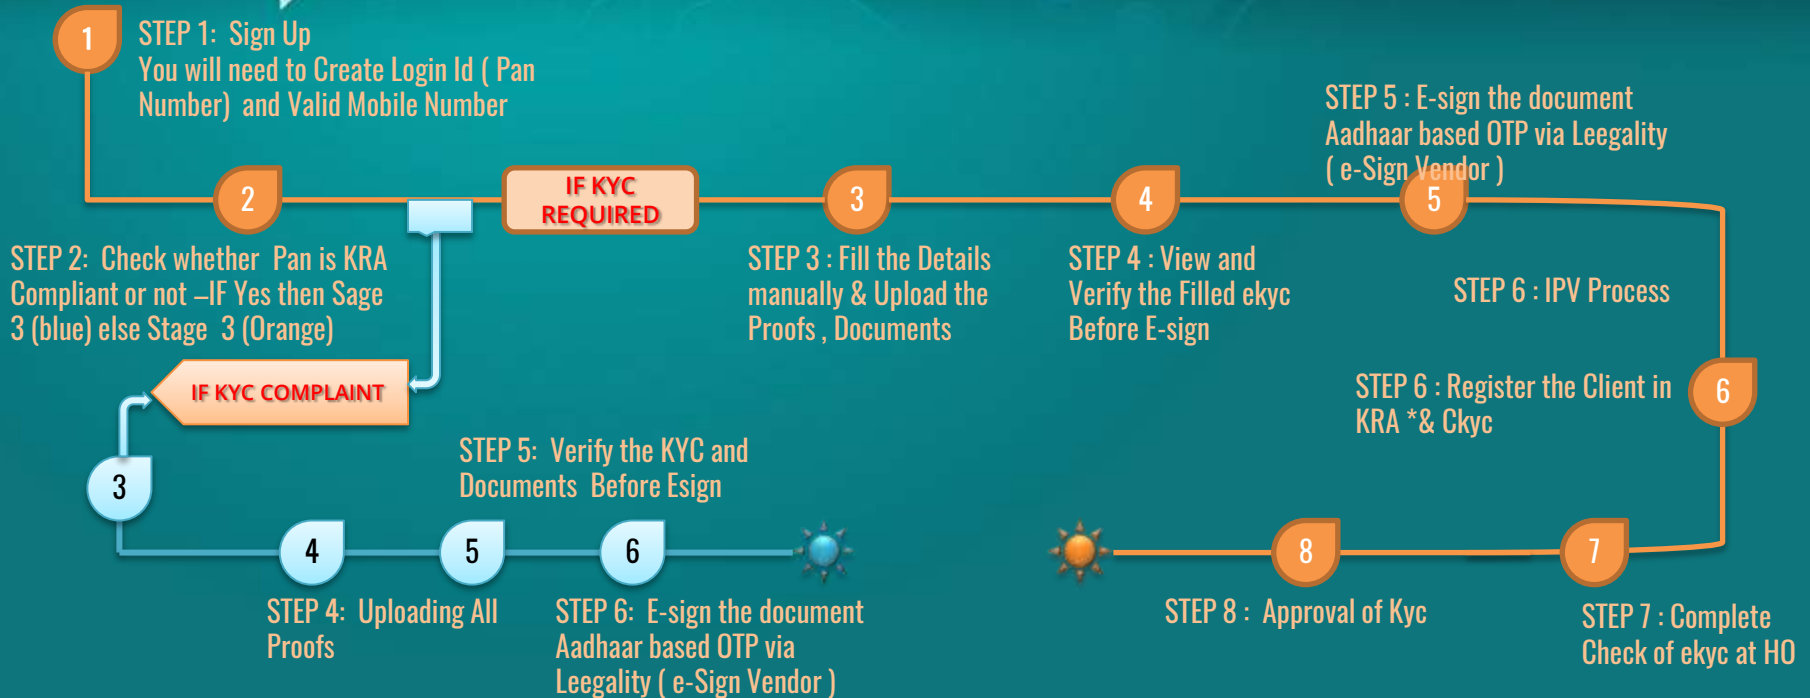 1
STEP 1: Sign Up
You will need to Create Login Id ( Pan
Number) and Valid Mobile Number
2
STEP 2: Check whether Pan is KRA
Compliant or not –IF Yes then Sage
3 (blue) else Stage 3 (Orange)
IF KYC
REQUIRED
3
STEP 3 : Fill the Details
manually & Upload the
Proofs , Documents
4
STEP 4 : View and
Verify the Filled ekyc
Before E-sign
STEP 5 : E-sign the document
Aadhaar based OTP via Leegality
( e-Sign Vendor )
5
STEP 6 : IPV Process
STEP 6 : Register the Client in
KRA *& Ckyc
6
7
STEP 7 : Complete
Check of ekyc at HO
8
STEP 8 : Approval of Kyc
IF KYC COMPLAINT
3
4
STEP 4: Uploading All
Proofs
STEP 5: Verify the KYC and
Documents Before Esign
5
6
STEP 6: E-sign the document
Aadhaar based OTP via
Leegality ( e-Sign Vendor )